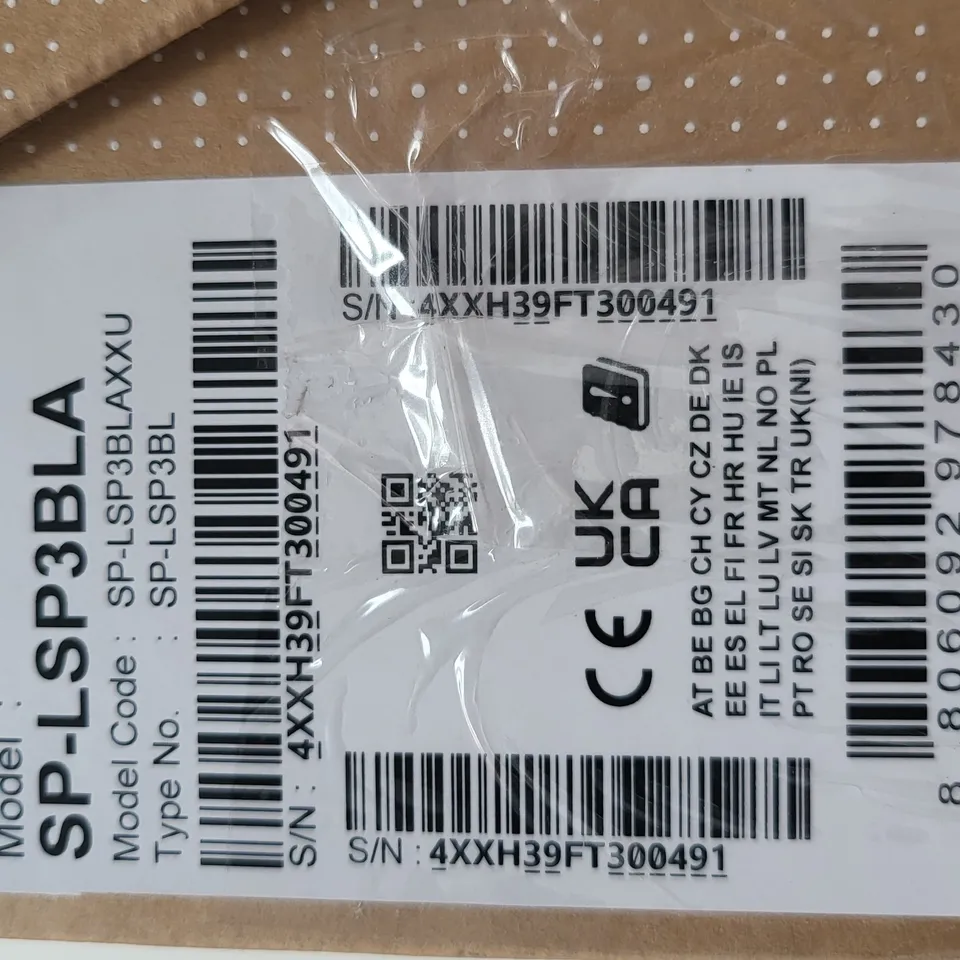 Model :
SP-LSP3BLA
Model Code : SP-LSP3BLAXXU
Type No. : SP-LSP3BL
S/N : 4XXH39FT300491
S/N : 4XXH39FT300491
S/N : 4XXH39FT300491
CE UK CA
AT BE BG CH CY CZ DE DK
EE ES EL FI FR HR HU IE IS
IT LI LT LU LV MT NL NO PL
PT RO SE SI SK TR UK(NI)
8 806092 978430